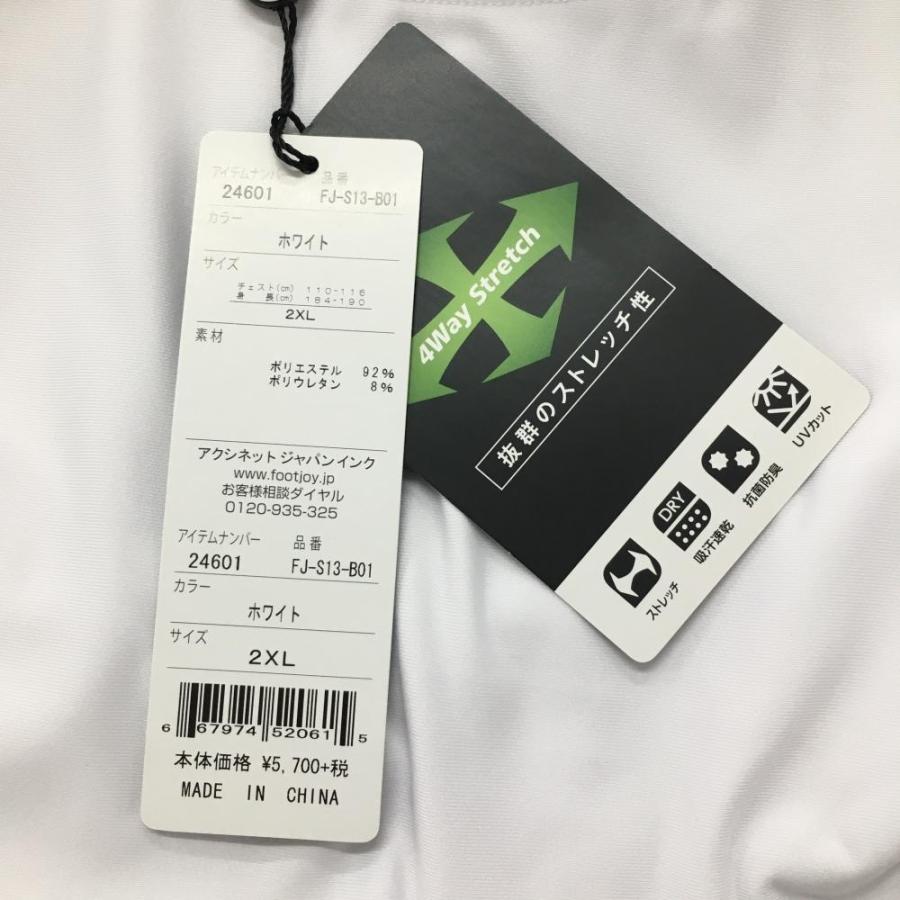 アイテムナンバー 品番
24601 FJ-S13-B01
カラー
ホワイト
サイズ
チェスト(cm) 110-116
身 長(cm) 184-190
2XL
素材
ポリエステル 92%
ポリウレタン 8%
アクシネット ジャパン インク
www.footjoy.jp
お客様相談ダイヤル
0120-935-325
アイテムナンバー 品番
24601 FJ-S13-B01
カラー
ホワイト
サイズ
2XL
6 67974 52061 5
本体価格 ¥5,700+税
MADE IN CHINA
4Way Stretch
抜群のストレッチ性
ストレッチ
DRY
吸汗速乾
抗菌防臭
UVカット